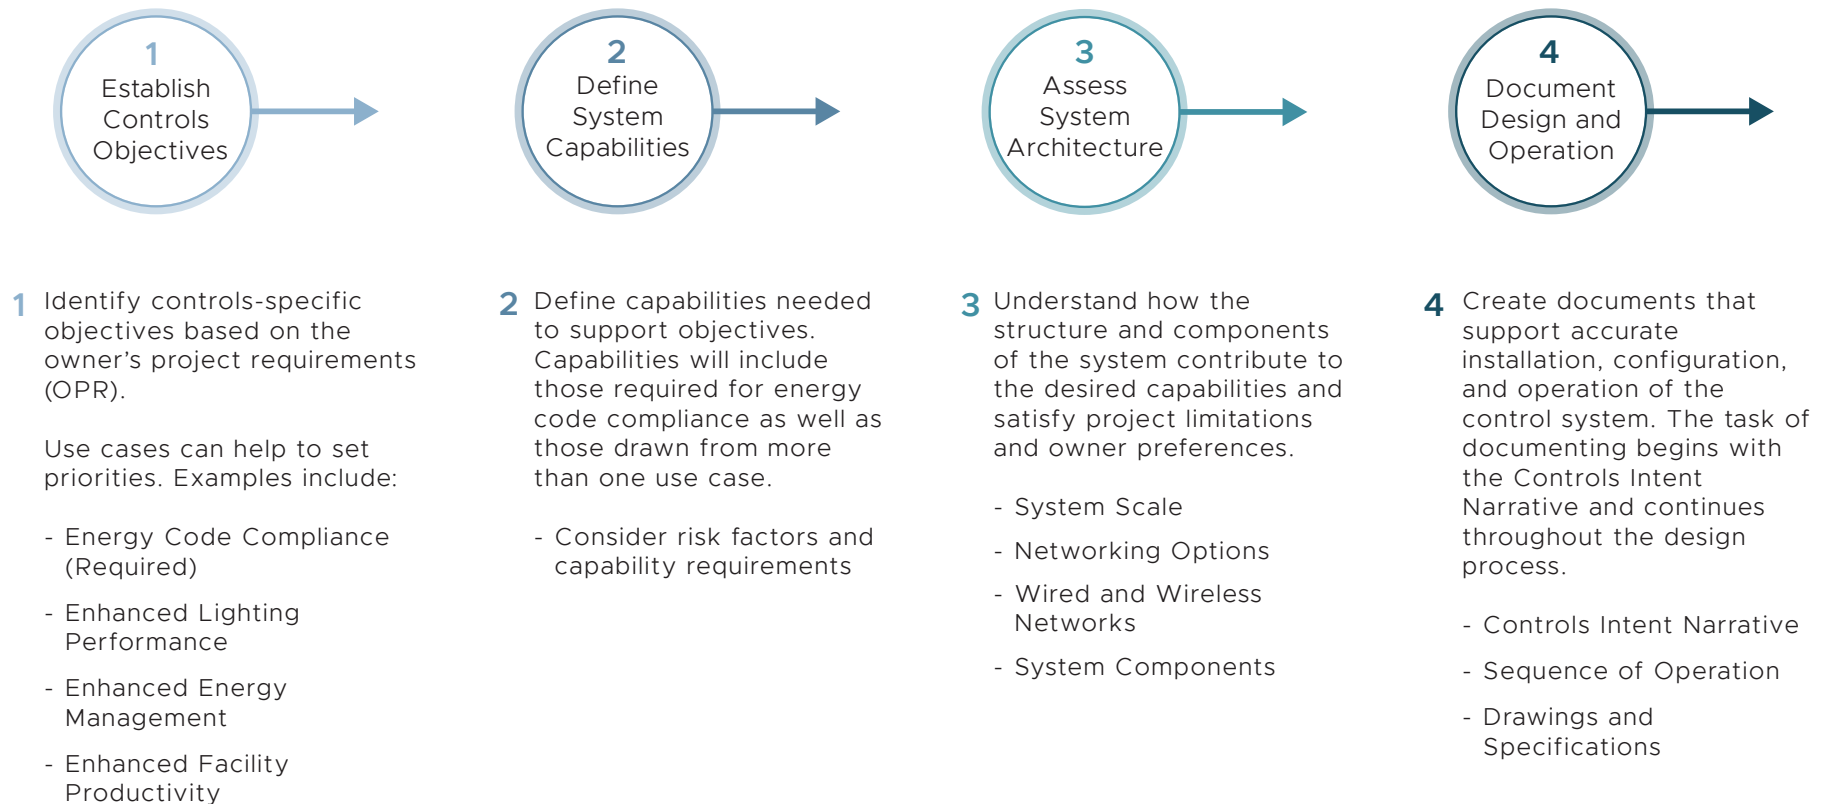 1
Establish
Controls
Objectives
2
Define
System
Capabilities
3
Assess
System
Architecture
4
Document
Design and
Operation
1 Identify controls-specific
objectives based on the
owner’s project requirements
(OPR).
Use cases can help to set
priorities. Examples include:
- Energy Code Compliance
(Required)
- Enhanced Lighting
Performance
- Enhanced Energy
Management
- Enhanced Facility
Productivity
2 Define capabilities needed
to support objectives.
Capabilities will include
those required for energy
code compliance as well as
those drawn from more
than one use case.
- Consider risk factors and
capability requirements
3 Understand how the
structure and components
of the system contribute to
the desired capabilities and
satisfy project limitations
and owner preferences.
- System Scale
- Networking Options
- Wired and Wireless
Networks
- System Components
4 Create documents that
support accurate
installation, configuration,
and operation of the
control system. The task of
documenting begins with
the Controls Intent
Narrative and continues
throughout the design
process.
- Controls Intent Narrative
- Sequence of Operation
- Drawings and
Specifications